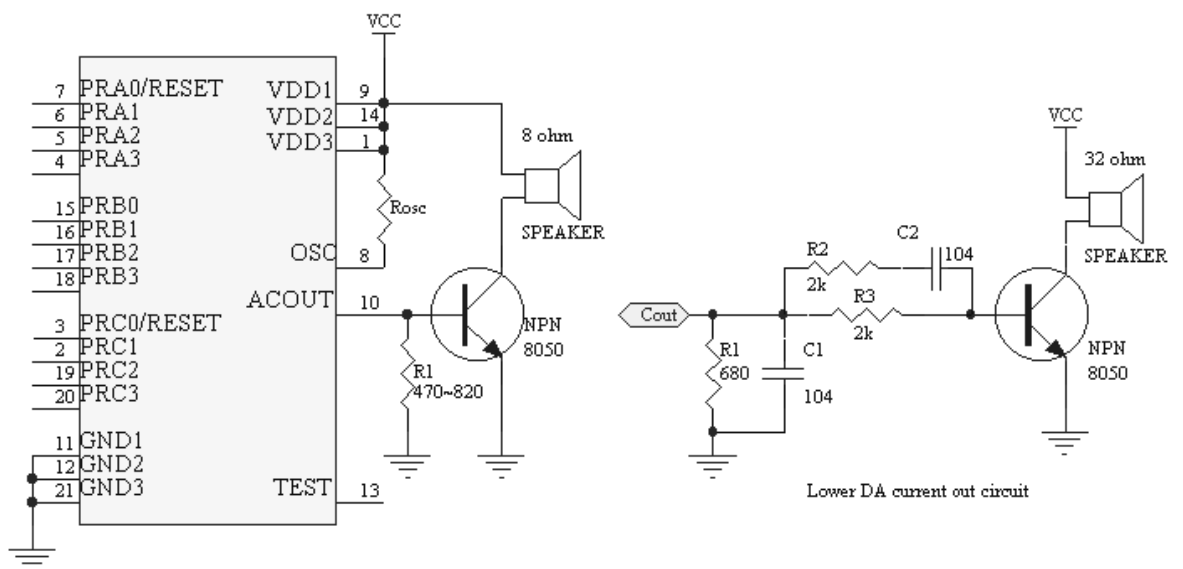 VCC
7 PRA0/RESET
6 PRA1
5 PRA2
4 PRA3
15 PRB0
16 PRB1
17 PRB2
18 PRB3
3 PRC0/RESET
2 PRC1
19 PRC2
20 PRC3
11 GND1
12 GND2
21 GND3
VDD1 9
VDD2 14
VDD3 1
OSC 8
ACOUT 10
TEST 13
Rosc
8 ohm
SPEAKER
NPN
8050
R1
470~820
VCC
32 ohm
SPEAKER
C2
104
R2
2k
R3
2k
Cout
R1
680
C1
104
NPN
8050
Lower DA current out circuit